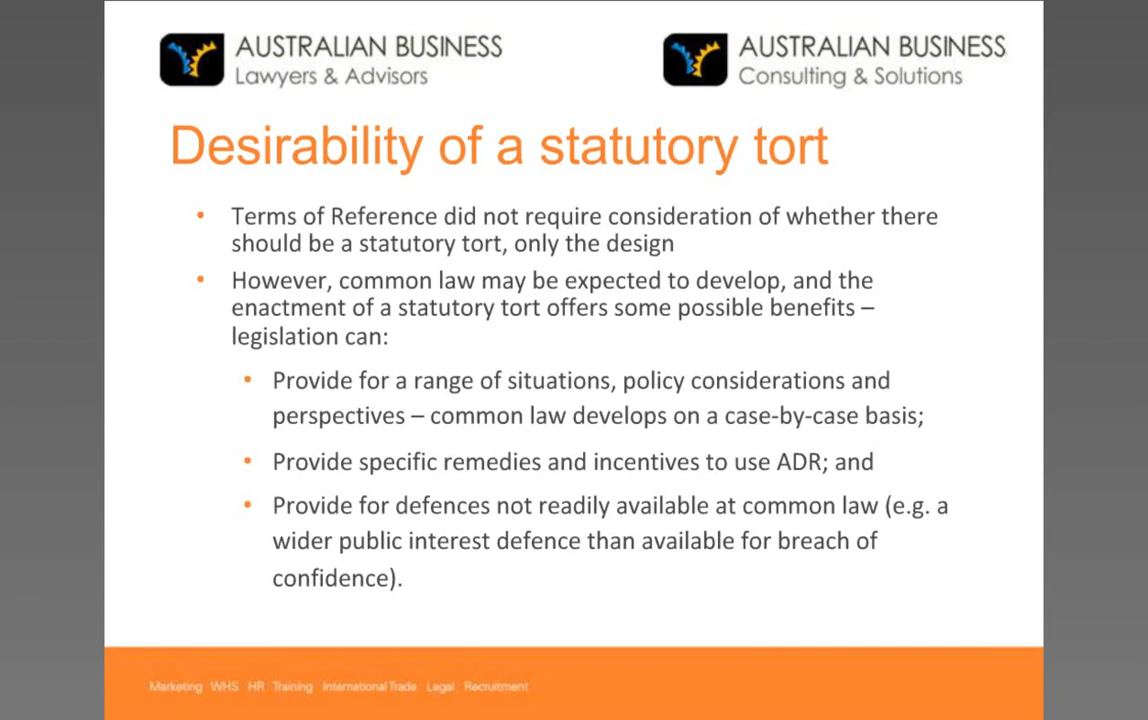 AUSTRALIAN BUSINESS
Lawyers & Advisors
AUSTRALIAN BUSINESS
Consulting & Solutions
Desirability of a statutory tort
• Terms of Reference did not require consideration of whether there
should be a statutory tort, only the design
• However, common law may be expected to develop, and the
enactment of a statutory tort offers some possible benefits –
legislation can:
• Provide for a range of situations, policy considerations and
perspectives – common law develops on a case-by-case basis;
• Provide specific remedies and incentives to use ADR; and
• Provide for defences not readily available at common law (e.g. a
wider public interest defence than available for breach of
confidence).
Marketing WHS HR Training International Trade Legal Recruitment